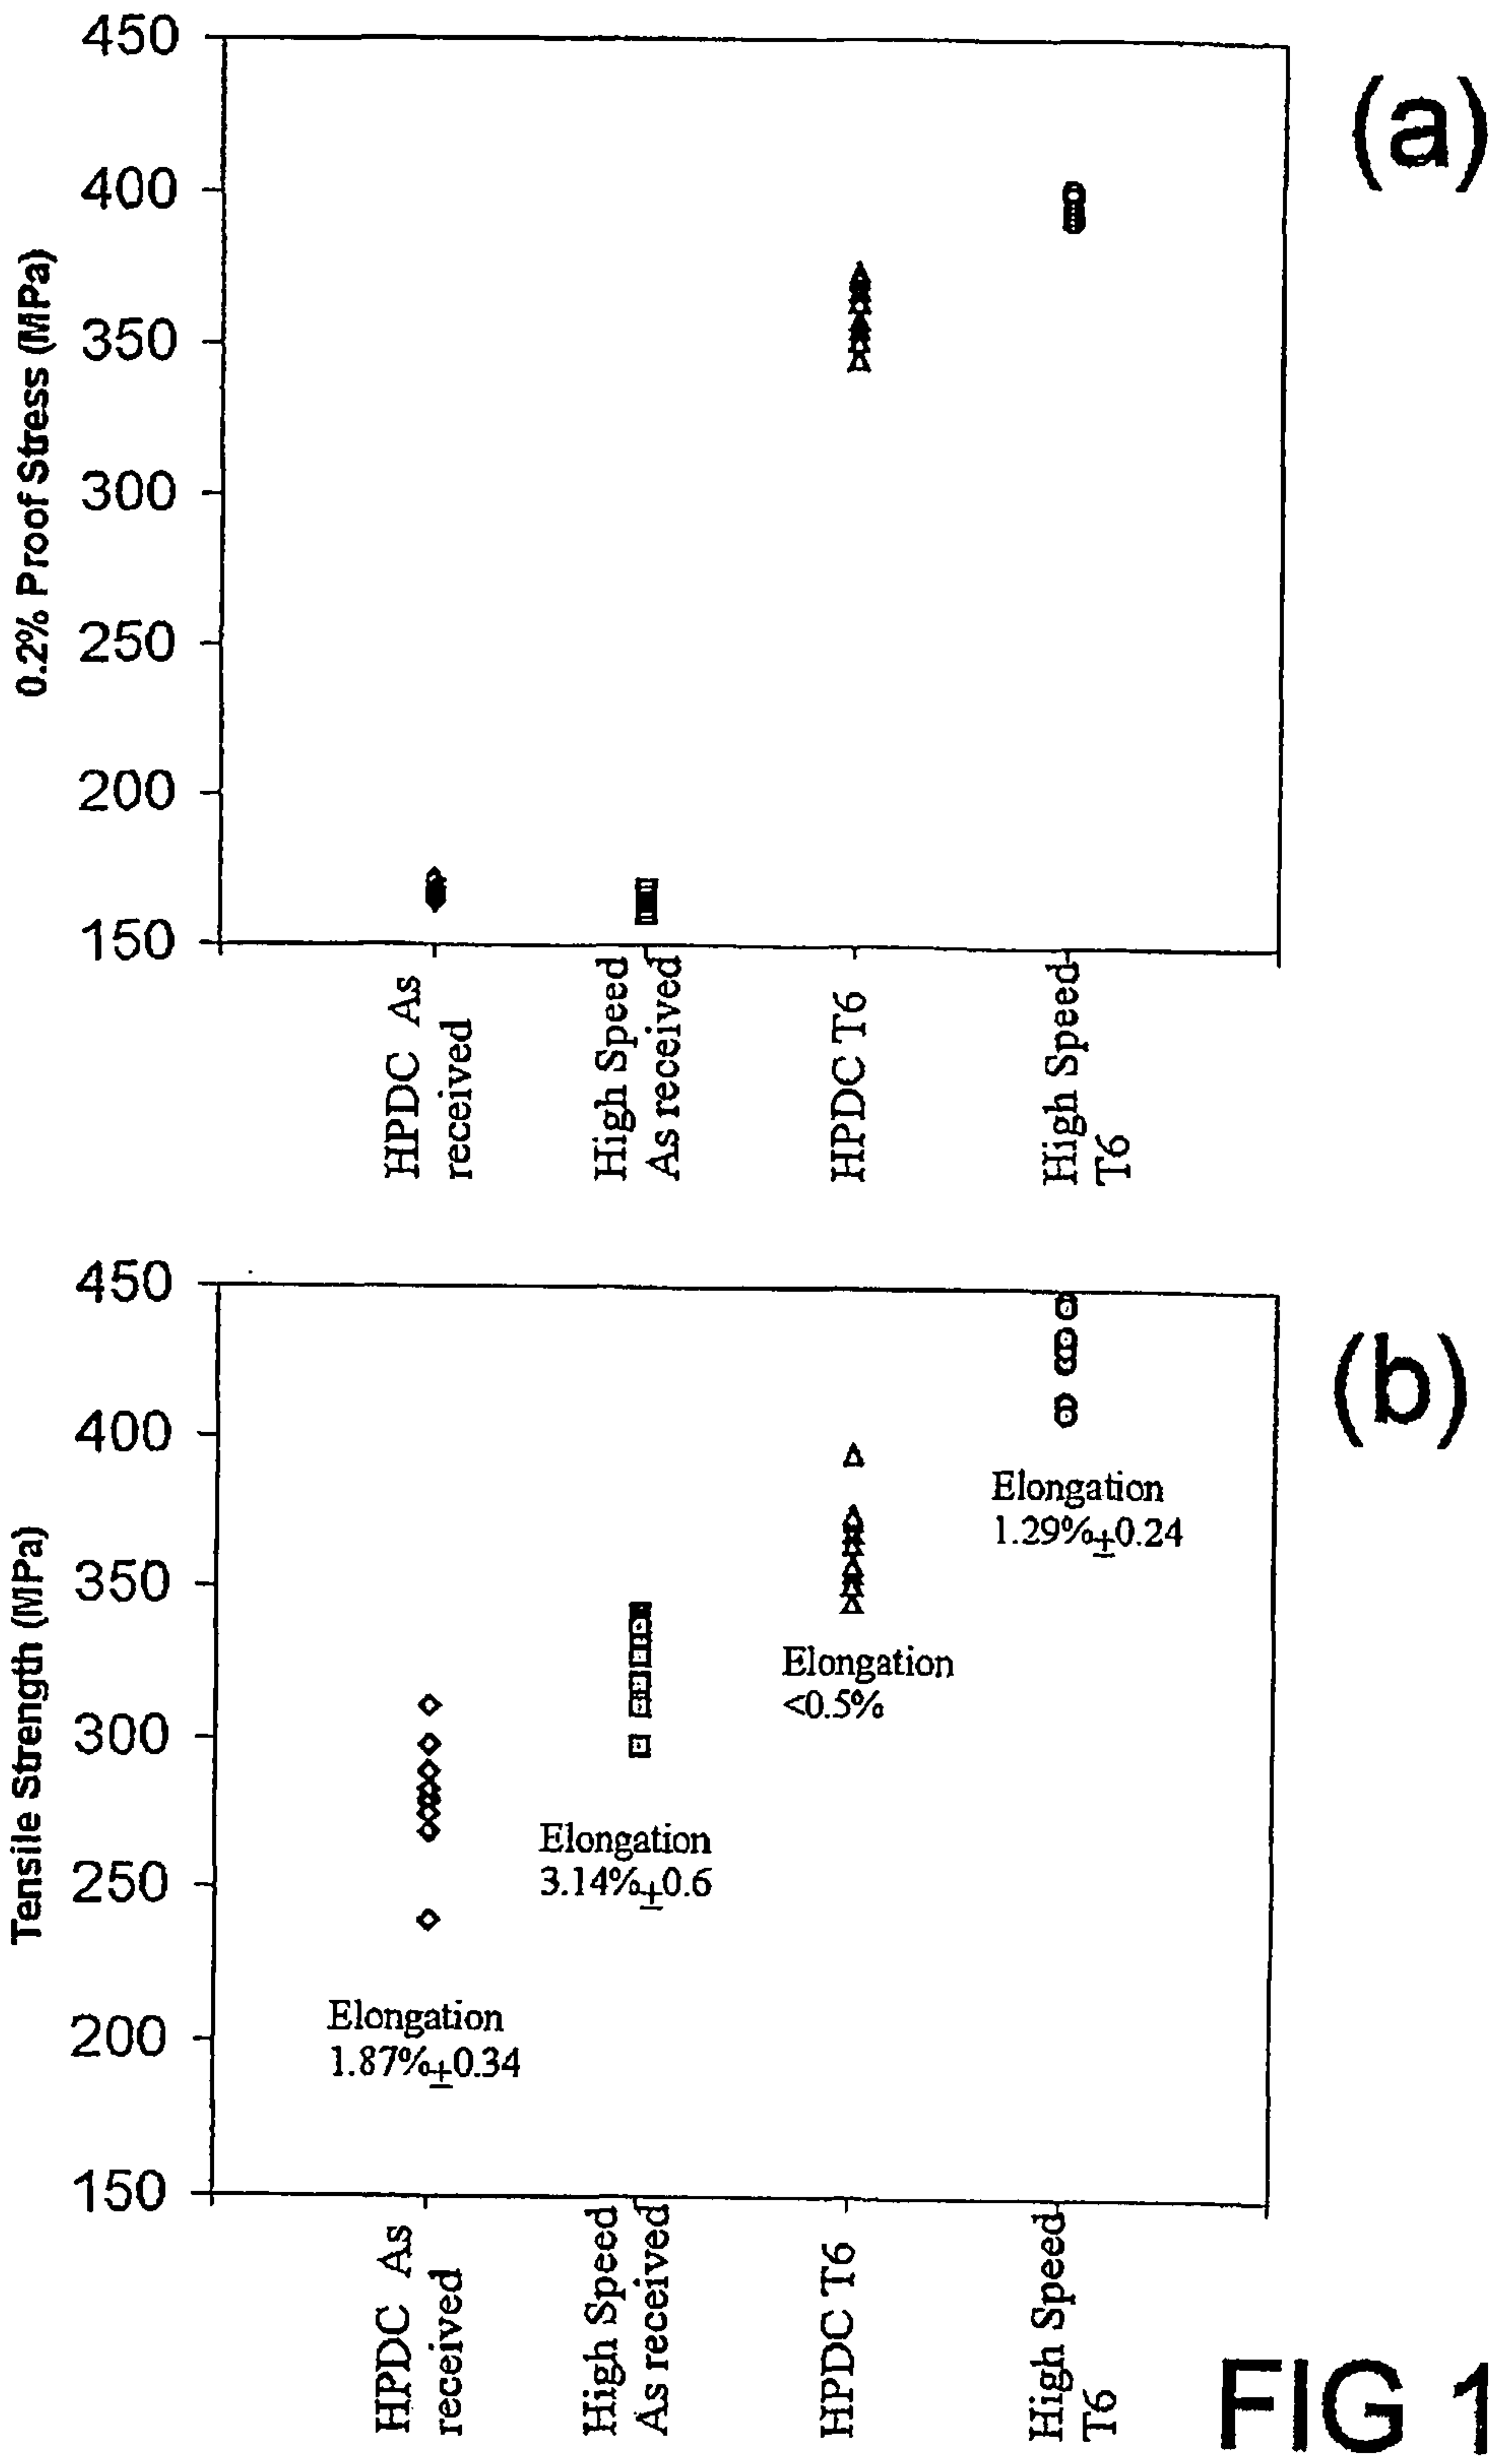 (a)
0.2% Proof Stress (MPa)
450
400
350
300
250
200
150
HPDC As
received
High Speed
As received
HPDC T6
High Speed
T6
(b)
Tensile Strength (MPa)
450
400
350
300
250
200
150
Elongation
1.29%±0.24
Elongation
<0.5%
Elongation
3.14%±0.6
Elongation
1.87%±0.34
HPDC As
received
High Speed
As received
HPDC T6
High Speed
T6
FIG 1